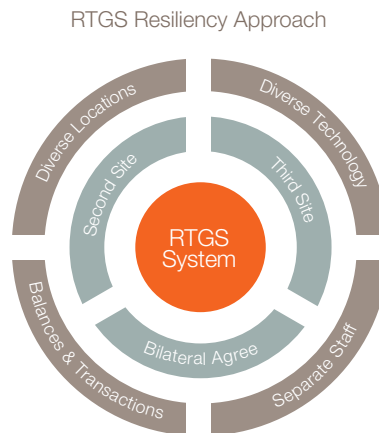 RTGS Resiliency Approach
Diverse Locations
Diverse Technology
Second Site
Third Site
RTGS
System
Bilateral Agree
Balances & Transactions
Separate Staff